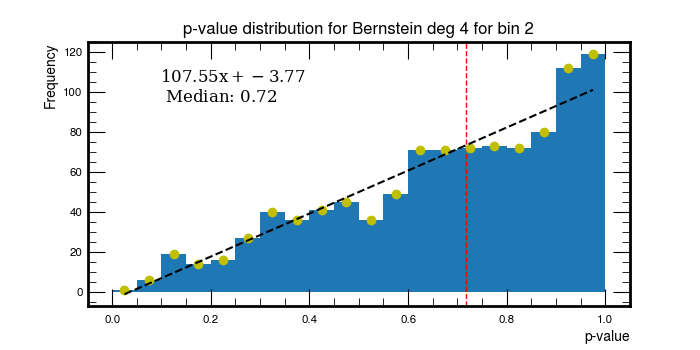 p-value distribution for Bernstein deg 4 for bin 2
Frequency
120
100
80
60
40
20
0
107.55x + −3.77
Median: 0.72
0.0 0.2 0.4 0.6 0.8 1.0
p-value